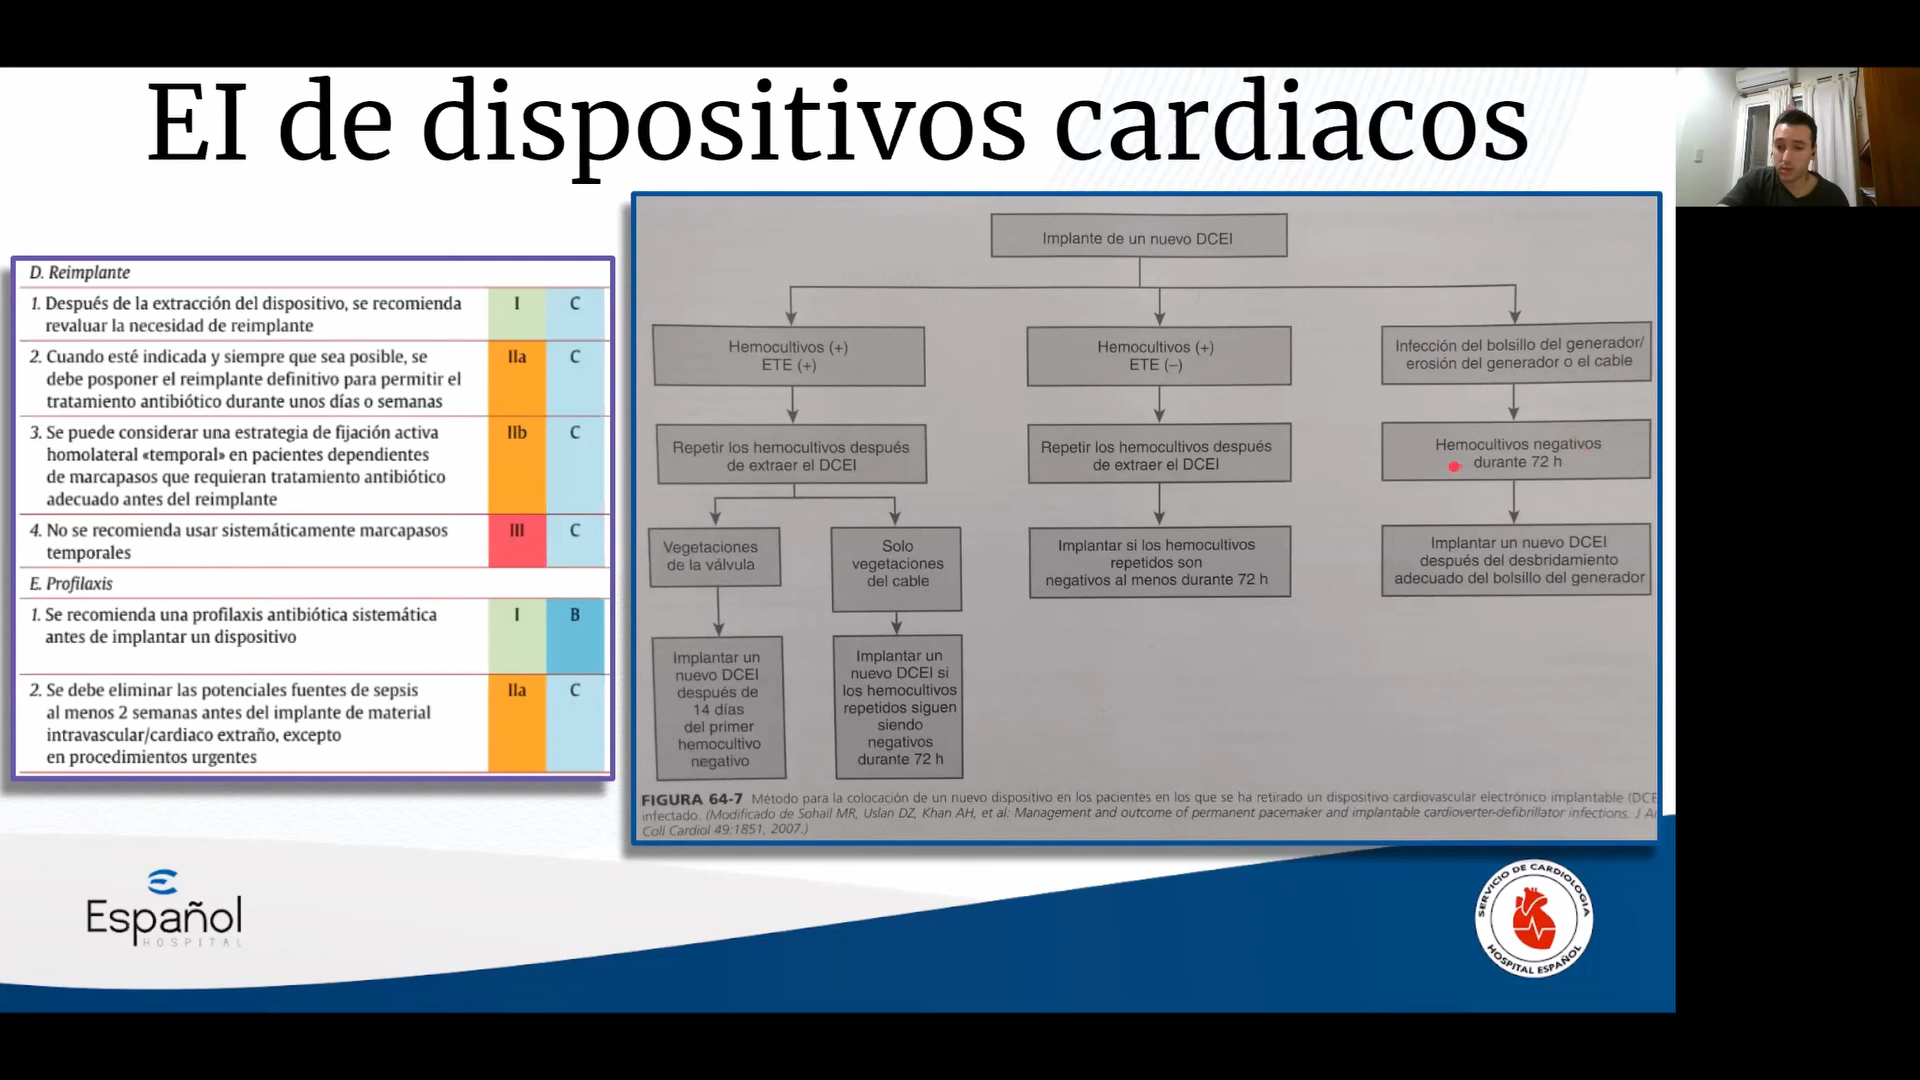 EI de dispositivos cardiacos
D. Reimplante
1. Después de la extracción del dispositivo, se recomienda
revaluar la necesidad de reimplante
I
C
2. Cuando esté indicada y siempre que sea posible, se
debe posponer el reimplante definitivo para permitir el
tratamiento antibiótico durante unos días o semanas
IIa
C
3. Se puede considerar una estrategia de fijación activa
homolateral «temporal» en pacientes dependientes
de marcapasos que requieran tratamiento antibiótico
adecuado antes del reimplante
IIb
C
4. No se recomienda usar sistemáticamente marcapasos
temporales
III
C
E. Profilaxis
1. Se recomienda una profilaxis antibiótica sistemática
antes de implantar un dispositivo
I
B
2. Se debe eliminar las potenciales fuentes de sepsis
al menos 2 semanas antes del implante de material
intravascular/cardiaco extraño, excepto
en procedimientos urgentes
IIa
C
Implante de un nuevo DCEI
Hemocultivos (+)
ETE (+)
Hemocultivos (+)
ETE (–)
Infección del bolsillo del generador/
erosión del generador o el cable
Repetir los hemocultivos después
de extraer el DCEI
Repetir los hemocultivos después
de extraer el DCEI
Hemocultivos negativos
durante 72 h
Vegetaciones
de la válvula
Solo
vegetaciones
del cable
Implantar si los hemocultivos
repetidos son
negativos al menos durante 72 h
Implantar un nuevo DCEI
después del desbridamiento
adecuado del bolsillo del generador
Implantar un
nuevo DCEI
después de
14 días
del primer
hemocultivo
negativo
Implantar un
nuevo DCEI si
los hemocultivos
repetidos siguen
siendo
negativos
durante 72 h
FIGURA 64-7 Método para la colocación de un nuevo dispositivo en los pacientes en los que se ha retirado un dispositivo cardiovascular electrónico implantable (DCE
infectado. (Modificado de Sohail MR, Uslan DZ, Khan AH, et al: Management and outcome of permanent pacemaker and implantable cardioverter-defibrillator infections. J A
Coll Cardiol 49:1851, 2007.)
Español
HOSPITAL
SERVICIO DE CARDIOLOGIA
HOSPITAL ESPAÑOL